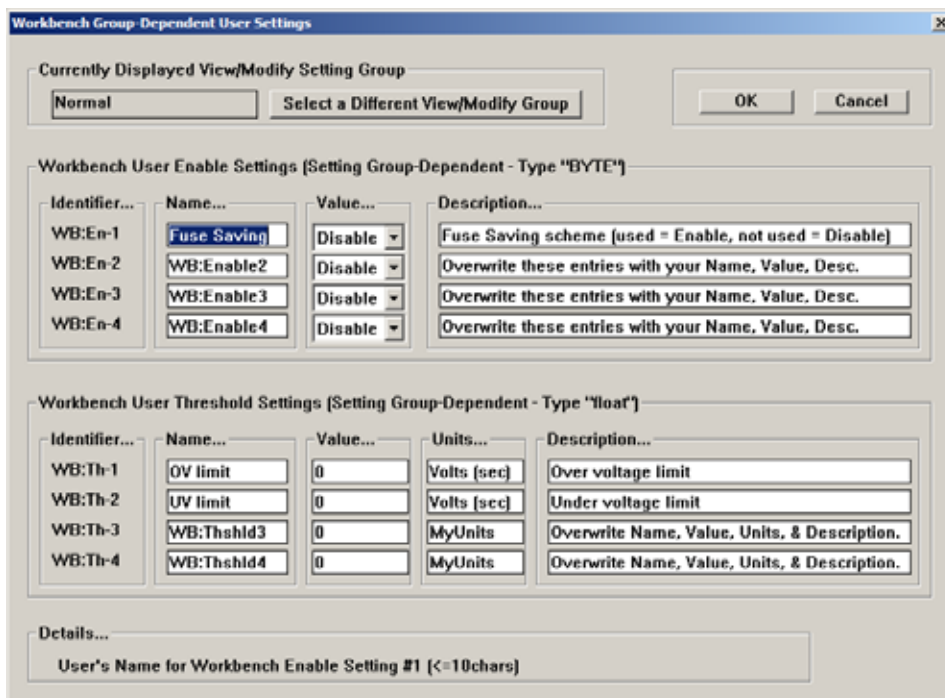 Workbench Group-Dependent User Settings
Currently Displayed View/Modify Setting Group
Normal Select a Different View/Modify Group OK Cancel
Workbench User Enable Settings (Setting Group-Dependent - Type "BYTE")
Identifier... Name... Value... Description...
WB:En-1 Fuse Saving Disable Fuse Saving scheme (used = Enable, not used = Disable)
WB:En-2 WB:Enable2 Disable Overwrite these entries with your Name, Value, Desc.
WB:En-3 WB:Enable3 Disable Overwrite these entries with your Name, Value, Desc.
WB:En-4 WB:Enable4 Disable Overwrite these entries with your Name, Value, Desc.
Workbench User Threshold Settings (Setting Group-Dependent - Type "float")
Identifier... Name... Value... Units... Description...
WB:Th-1 OV limit 0 Volts (sec) Over voltage limit
WB:Th-2 UV limit 0 Volts (sec) Under voltage limit
WB:Th-3 WB:Thshld3 0 MyUnits Overwrite Name, Value, Units, & Description.
WB:Th-4 WB:Thshld4 0 MyUnits Overwrite Name, Value, Units, & Description.
Details...
User's Name for Workbench Enable Setting #1 (<=10chars)